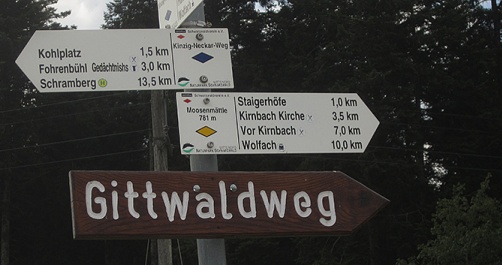 Kohlplatz 1,5 km
Fohrenbühl Gedächtnishs 3,0 km
Schramberg 13,5 km
Kinzig-Neckar-Weg
Moosenmättle
781 m
Staigerhöfe 1,0 km
Kirnbach Kirche 3,5 km
Vor Kirnbach 7,0 km
Wolfach 10,0 km
Gittwaldweg